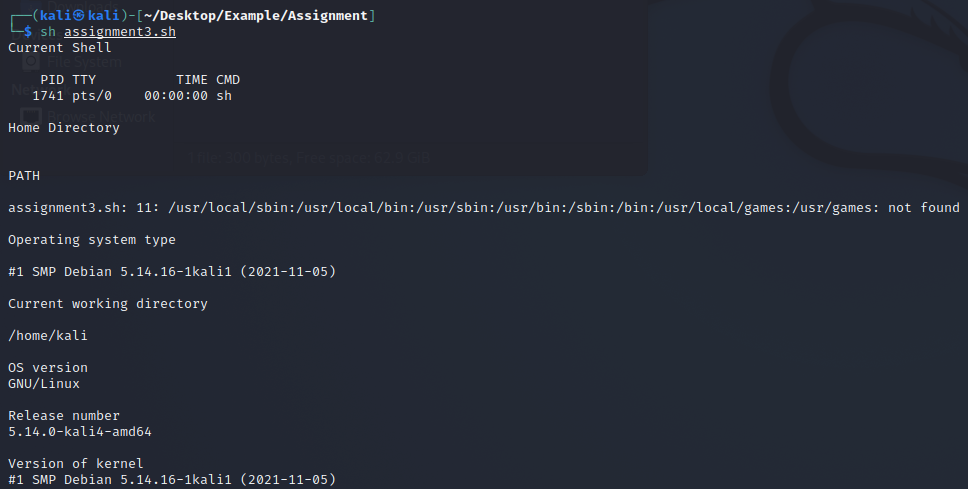 ┌──(kali㉿kali)-[~/Desktop/Example/Assignment]
└─$ sh assignment3.sh
Current Shell
File System
    PID TTY          TIME CMD
   1741 pts/0    00:00:00 sh
Browse Network
Home Directory
PATH
assignment3.sh: 11: /usr/local/sbin:/usr/local/bin:/usr/sbin:/usr/bin:/sbin:/bin:/usr/local/games:/usr/games: not found
Operating system type
#1 SMP Debian 5.14.16-1kali1 (2021-11-05)
Current working directory
/home/kali
OS version
GNU/Linux
Release number
5.14.0-kali4-amd64
Version of kernel
#1 SMP Debian 5.14.16-1kali1 (2021-11-05)